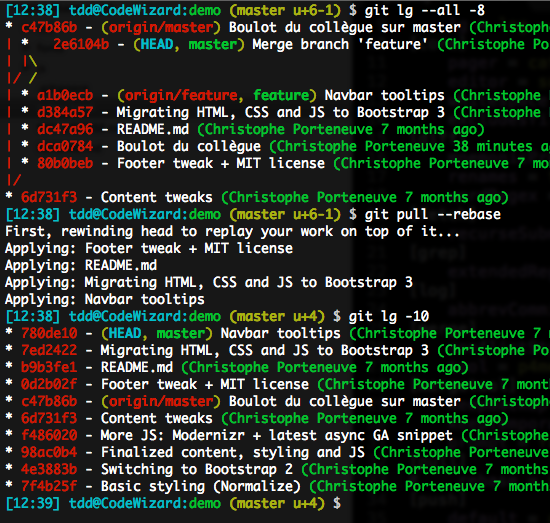 [12:38] tdd@CodeWizard:demo (master u+6-1) $ git lg --all -8
* c47b86b - (origin/master) Boulot du collègue sur master (Christophe
| *   2e6104b - (HEAD, master) Merge branch 'feature' (Christophe Po
| |\
|/ /
| * a1b0ecb - (origin/feature, feature) Navbar tooltips (Christophe
| * d384a57 - Migrating HTML, CSS and JS to Bootstrap 3 (Christophe
| * dc47a96 - README.md (Christophe Porteneuve 7 months ago)
| * dca0784 - Boulot du collègue (Christophe Porteneuve 38 minutes a
| * 80b0beb - Footer tweak + MIT license (Christophe Porteneuve 7 mon
|/
* 6d731f3 - Content tweaks (Christophe Porteneuve 7 months ago)
[12:38] tdd@CodeWizard:demo (master u+6-1) $ git pull --rebase
First, rewinding head to replay your work on top of it...
Applying: Footer tweak + MIT license
Applying: README.md
Applying: Migrating HTML, CSS and JS to Bootstrap 3
Applying: Navbar tooltips
[12:38] tdd@CodeWizard:demo (master u+4) $ git lg -10
* 780de10 - (HEAD, master) Navbar tooltips (Christophe Porteneuve 7
* 7ed2422 - Migrating HTML, CSS and JS to Bootstrap 3 (Christophe Po
* b9b3fe1 - README.md (Christophe Porteneuve 7 months ago)
* 0d2b02f - Footer tweak + MIT license (Christophe Porteneuve 7 mont
* c47b86b - (origin/master) Boulot du collègue sur master (Christoph
* 6d731f3 - Content tweaks (Christophe Porteneuve 7 months ago)
* f486020 - More JS: Modernizr + latest async GA snippet (Christophe
* 98ac0b4 - Finalized content, styling and JS (Christophe Porteneuve
* 4e3883b - Switching to Bootstrap 2 (Christophe Porteneuve 7 months
* 7f4b25f - Basic styling (Normalize) (Christophe Porteneuve 7 month
[12:39] tdd@CodeWizard:demo (master u+4) $